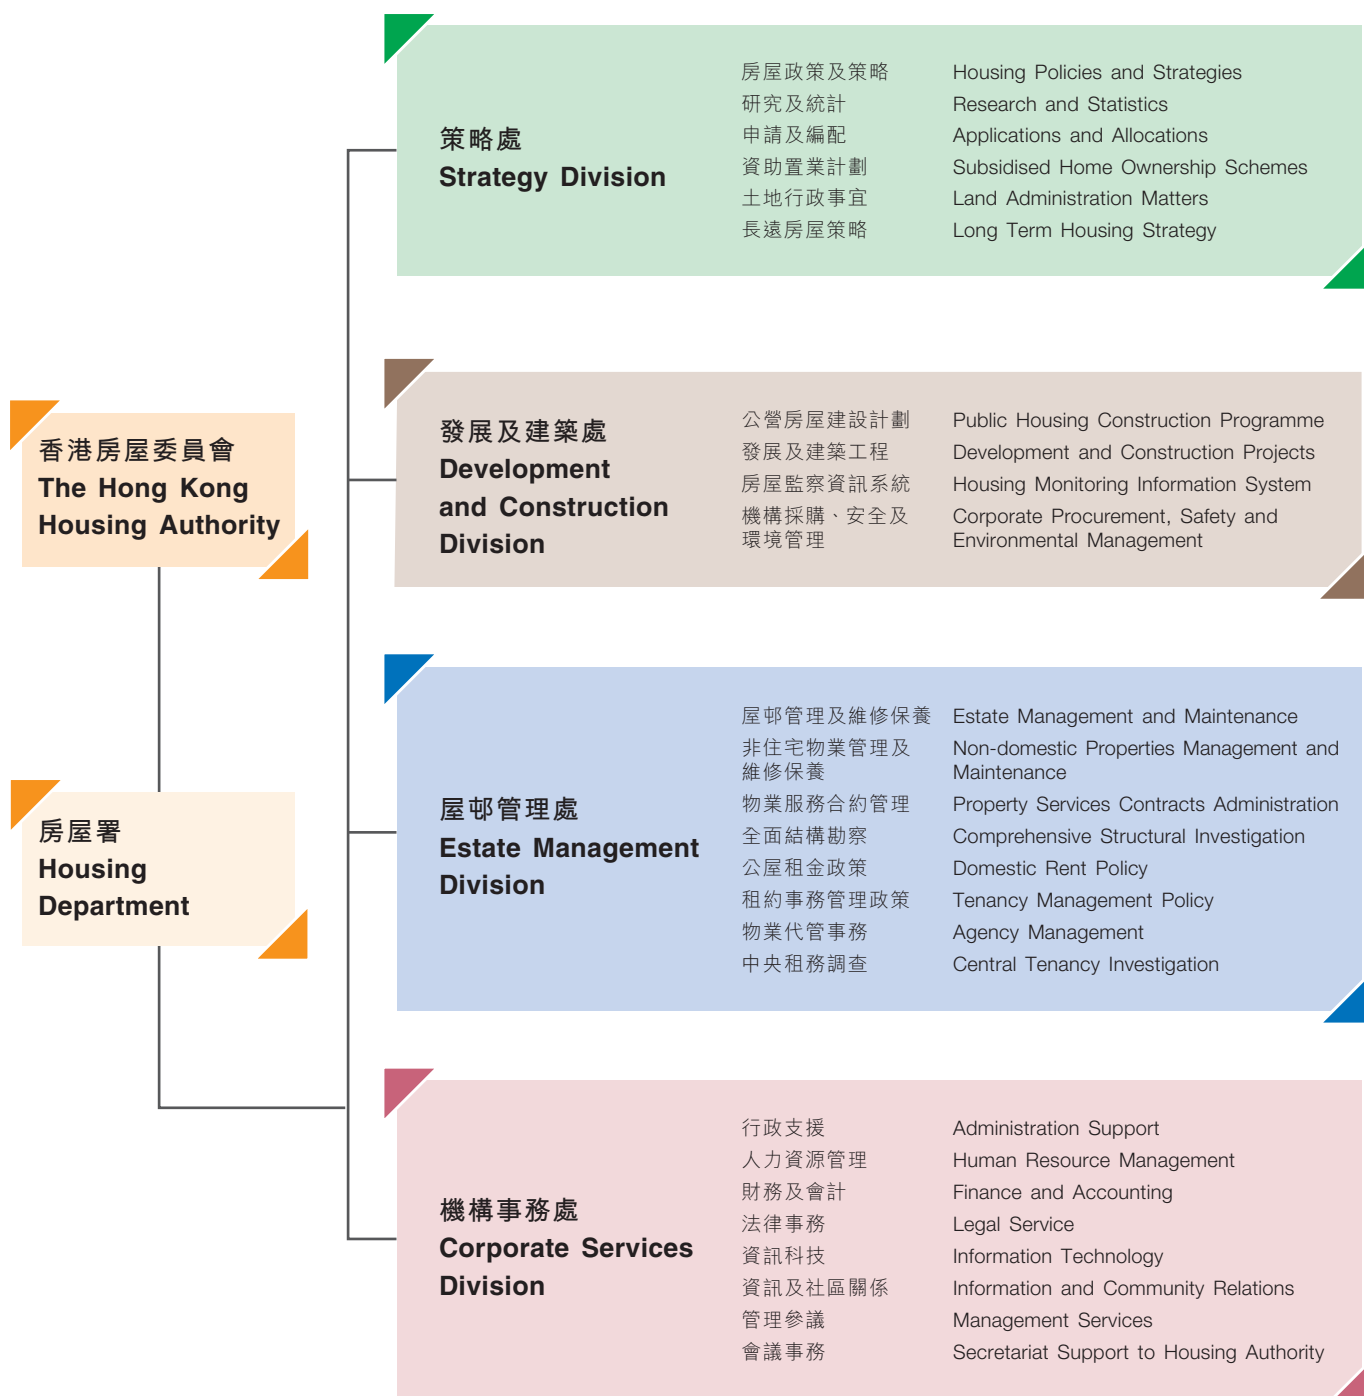 香港房屋委員會
The Hong Kong
Housing Authority
房屋署
Housing
Department
策略處
Strategy Division
房屋政策及策略 Housing Policies and Strategies
研究及統計 Research and Statistics
申請及編配 Applications and Allocations
資助置業計劃 Subsidised Home Ownership Schemes
土地行政事宜 Land Administration Matters
長遠房屋策略 Long Term Housing Strategy
發展及建築處
Development
and Construction
Division
公營房屋建設計劃 Public Housing Construction Programme
發展及建築工程 Development and Construction Projects
房屋監察資訊系統 Housing Monitoring Information System
機構採購、安全及 Corporate Procurement, Safety and
環境管理 Environmental Management
屋邨管理處
Estate Management
Division
屋邨管理及維修保養 Estate Management and Maintenance
非住宅物業管理及 Non-domestic Properties Management and
維修保養 Maintenance
物業服務合約管理 Property Services Contracts Administration
全面結構勘察 Comprehensive Structural Investigation
公屋租金政策 Domestic Rent Policy
租約事務管理政策 Tenancy Management Policy
物業代管事務 Agency Management
中央租務調查 Central Tenancy Investigation
機構事務處
Corporate Services
Division
行政支援 Administration Support
人力資源管理 Human Resource Management
財務及會計 Finance and Accounting
法律事務 Legal Service
資訊科技 Information Technology
資訊及社區關係 Information and Community Relations
管理參議 Management Services
會議事務 Secretariat Support to Housing Authority